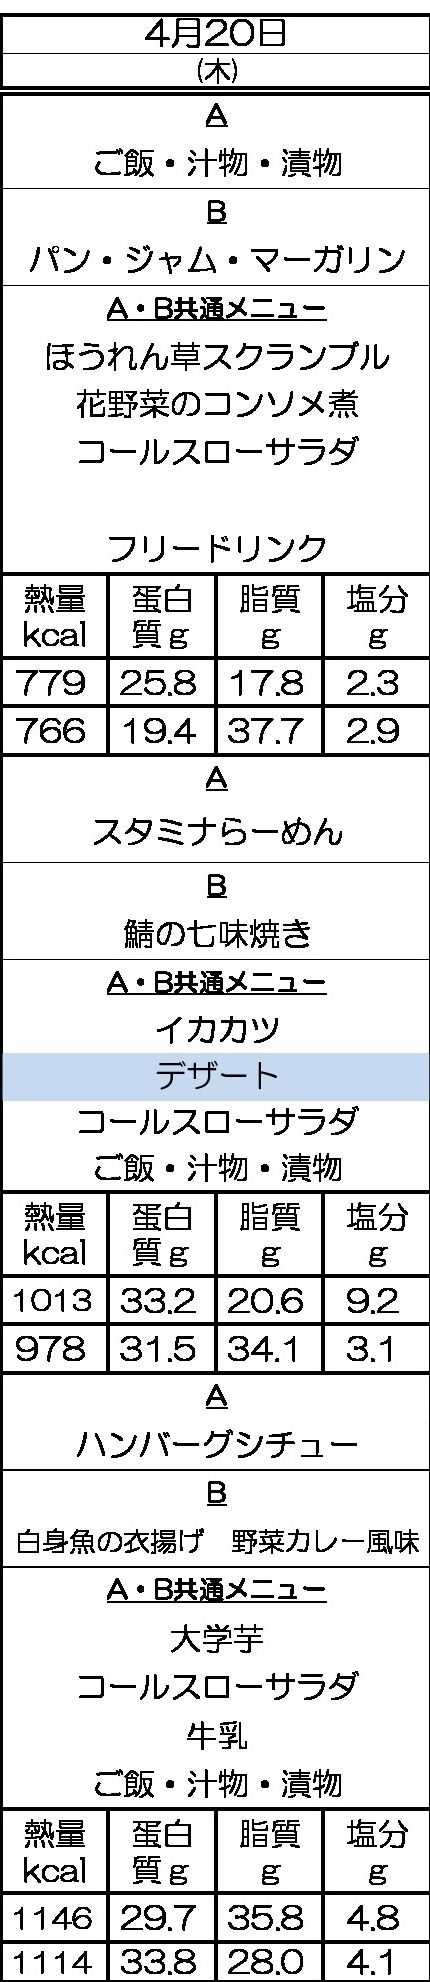 4月20日
(木)
A
ご飯・汁物・漬物
B
パン・ジャム・マーガリン
A・B共通メニュー
ほうれん草スクランブル
花野菜のコンソメ煮
コールスローサラダ
フリードリンク
熱量 蛋白 脂質 塩分
kcal 質g g g
779 25.8 17.8 2.3
766 19.4 37.7 2.9
A
スタミナらーめん
B
鯖の七味焼き
A・B共通メニュー
イカカツ
デザート
コールスローサラダ
ご飯・汁物・漬物
熱量 蛋白 脂質 塩分
kcal 質g g g
1013 33.2 20.6 9.2
978 31.5 34.1 3.1
A
ハンバーグシチュー
B
白身魚の衣揚げ 野菜カレー風味
A・B共通メニュー
大学芋
コールスローサラダ
牛乳
ご飯・汁物・漬物
熱量 蛋白 脂質 塩分
kcal 質g g g
1146 29.7 35.8 4.8
1114 33.8 28.0 4.1